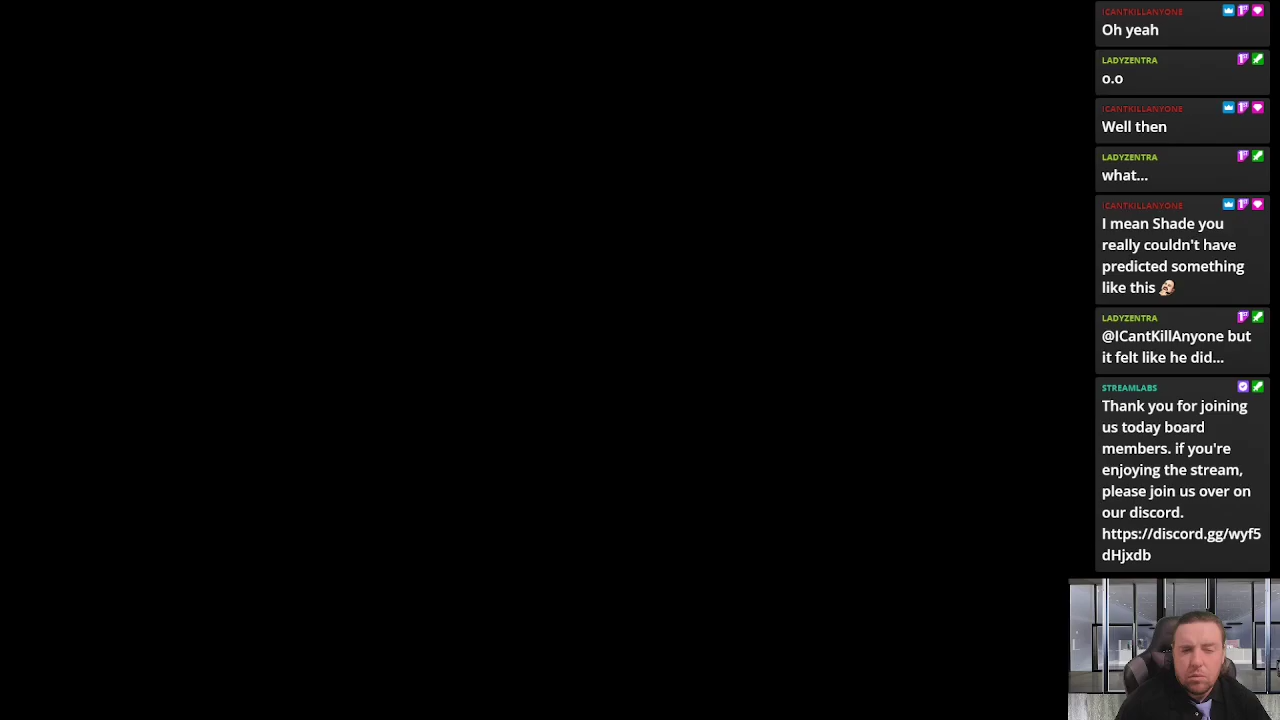 ICANTKILLANYONE
Oh yeah
LADYZENTRA
o.o
ICANTKILLANYONE
Well then
LADYZENTRA
what...
ICANTKILLANYONE
I mean Shade you
really couldn't have
predicted something
like this
LADYZENTRA
@ICantKillAnyone but
it felt like he did...
STREAMLABS
Thank you for joining
us today board
members. if you're
enjoying the stream,
please join us over on
our discord.
https://discord.gg/wyf5
dHjxdb